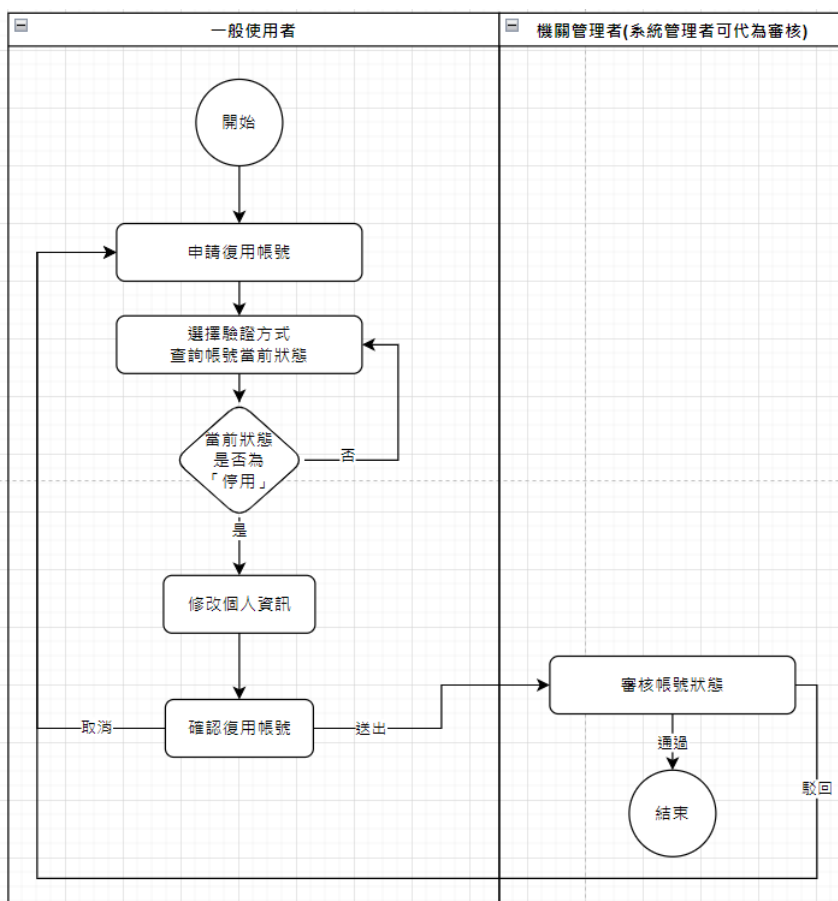 一般使用者
機關管理者(系統管理者可代為審核)
開始
申請復用帳號
選擇驗證方式
查詢帳號當前狀態
當前狀態
是否為
「停用」
否
是
修改個人資訊
確認復用帳號
取消
送出
審核帳號狀態
通過
駁回
結束